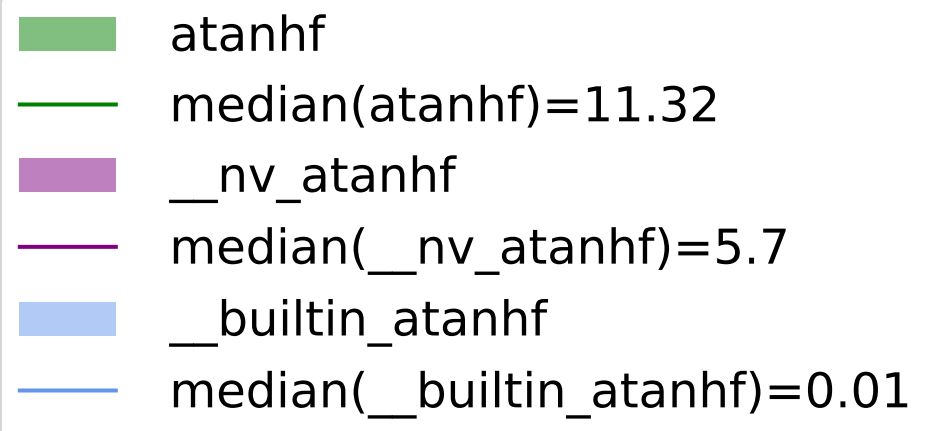 atanhf
median(atanhf)=11.32
__nv_atanhf
median(__nv_atanhf)=5.7
__builtin_atanhf
median(__builtin_atanhf)=0.01